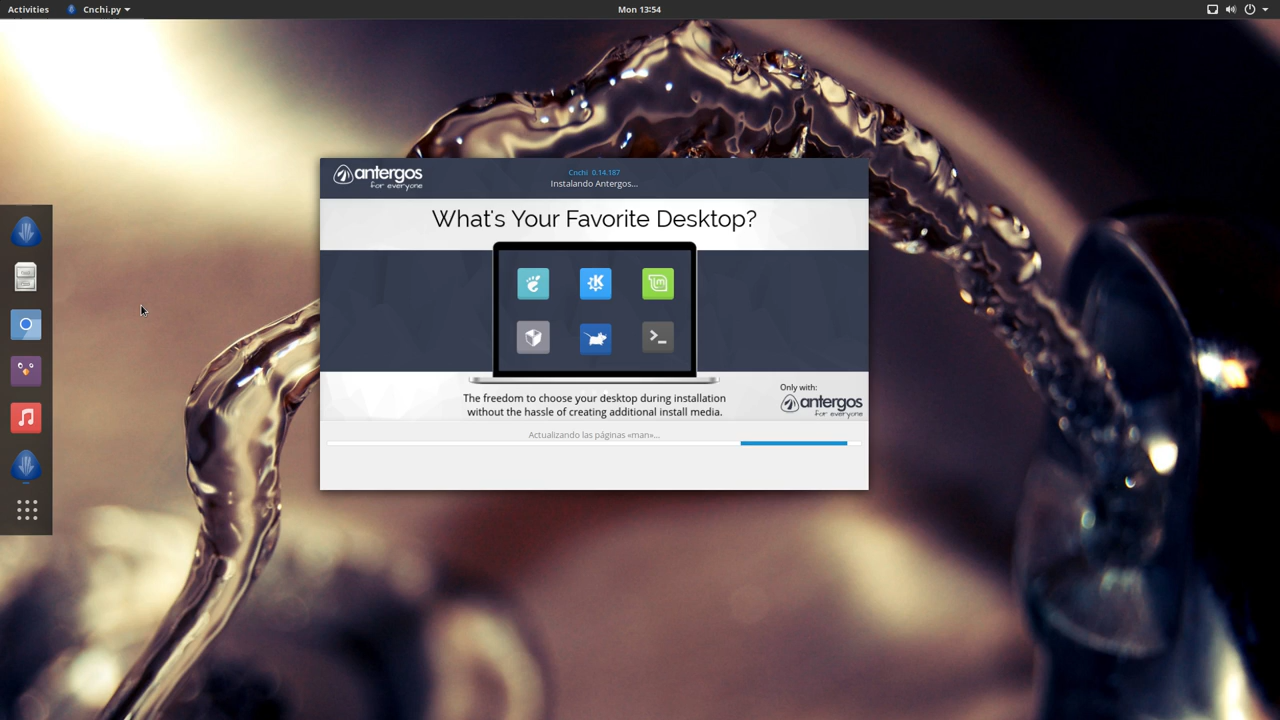 Activities
Cnchi.py
Mon 13:54
antergos
for everyone
Cnchi 0.14.187
Instalando Antergos...
What's Your Favorite Desktop?
The freedom to choose your desktop during installation
without the hassle of creating additional install media.
Only with:
antergos
for everyone
Actualizando las páginas «man»...